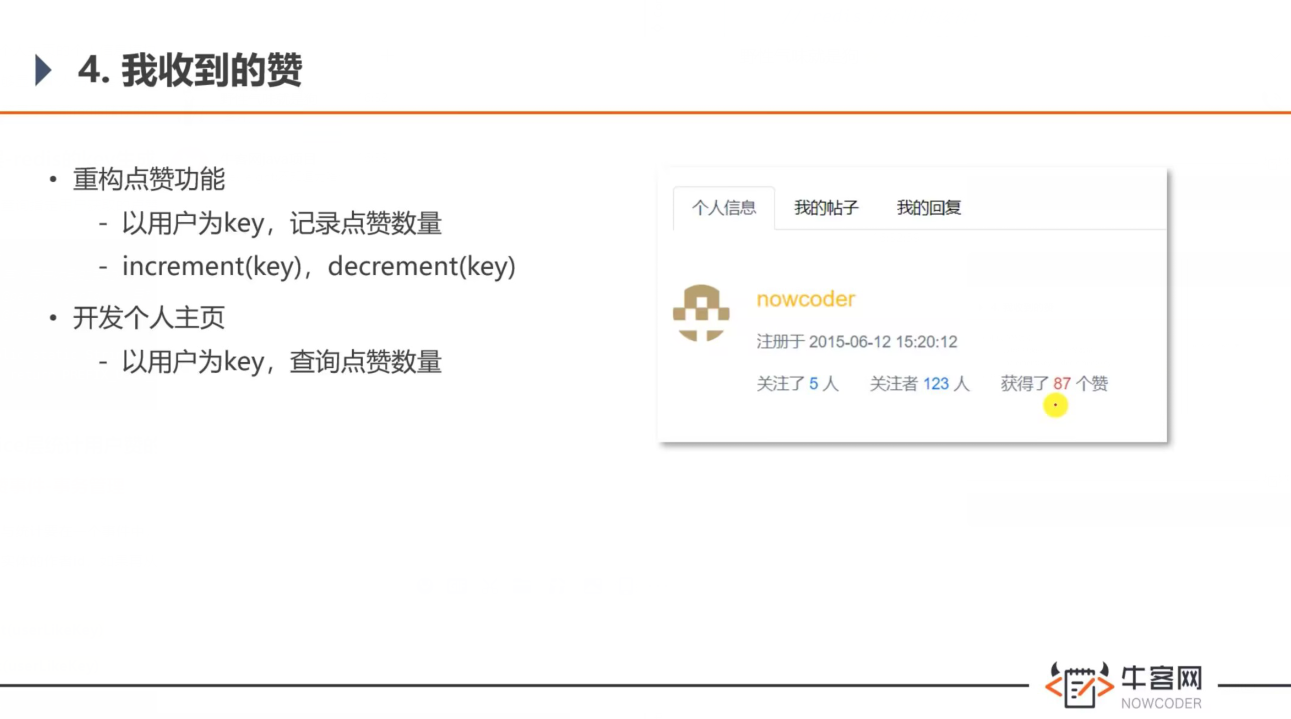 4. 我收到的赞
• 重构点赞功能
- 以用户为key，记录点赞数量
- increment(key)，decrement(key)
• 开发个人主页
- 以用户为key，查询点赞数量
个人信息 我的帖子 我的回复
nowcoder
注册于 2015-06-12 15:20:12
关注了 5 人 关注者 123 人 获得了 87 个赞
牛客网
NOWCODER